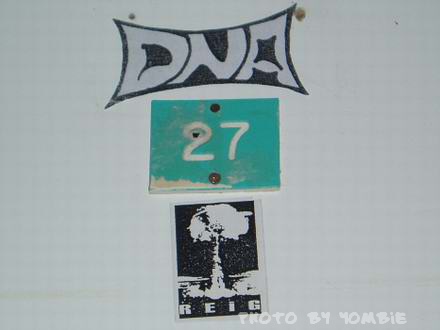 DNA
27
REiG
PHOTO BY YOMBiE